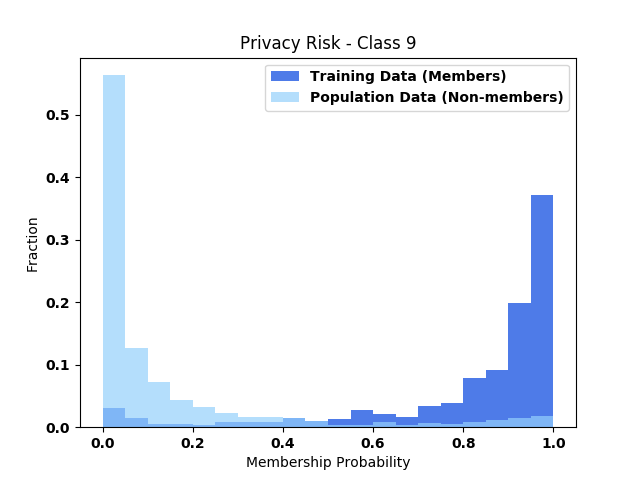 Privacy Risk - Class 9
Training Data (Members)
Population Data (Non-members)
0.5
0.4
0.3
0.2
0.1
0.0
Fraction
0.0 0.2 0.4 0.6 0.8 1.0
Membership Probability